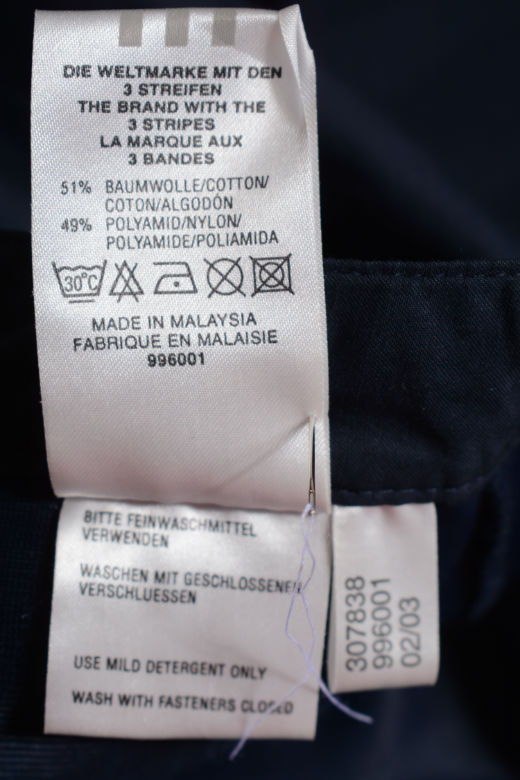 DIE WELTMARKE MIT DEN
3 STREIFEN
THE BRAND WITH THE
3 STRIPES
LA MARQUE AUX
3 BANDES
51% BAUMWOLLE/COTTON/
COTON/ALGODÓN
49% POLYAMID/NYLON/
POLYAMIDE/POLIAMIDA
30°C
MADE IN MALAYSIA
FABRIQUE EN MALAISIE
996001
BITTE FEINWASCHMITTEL
VERWENDEN
WASCHEN MIT GESCHLOSSENEN
VERSCHLUESSEN
USE MILD DETERGENT ONLY
WASH WITH FASTENERS CLOSED
307838
996001
02/03